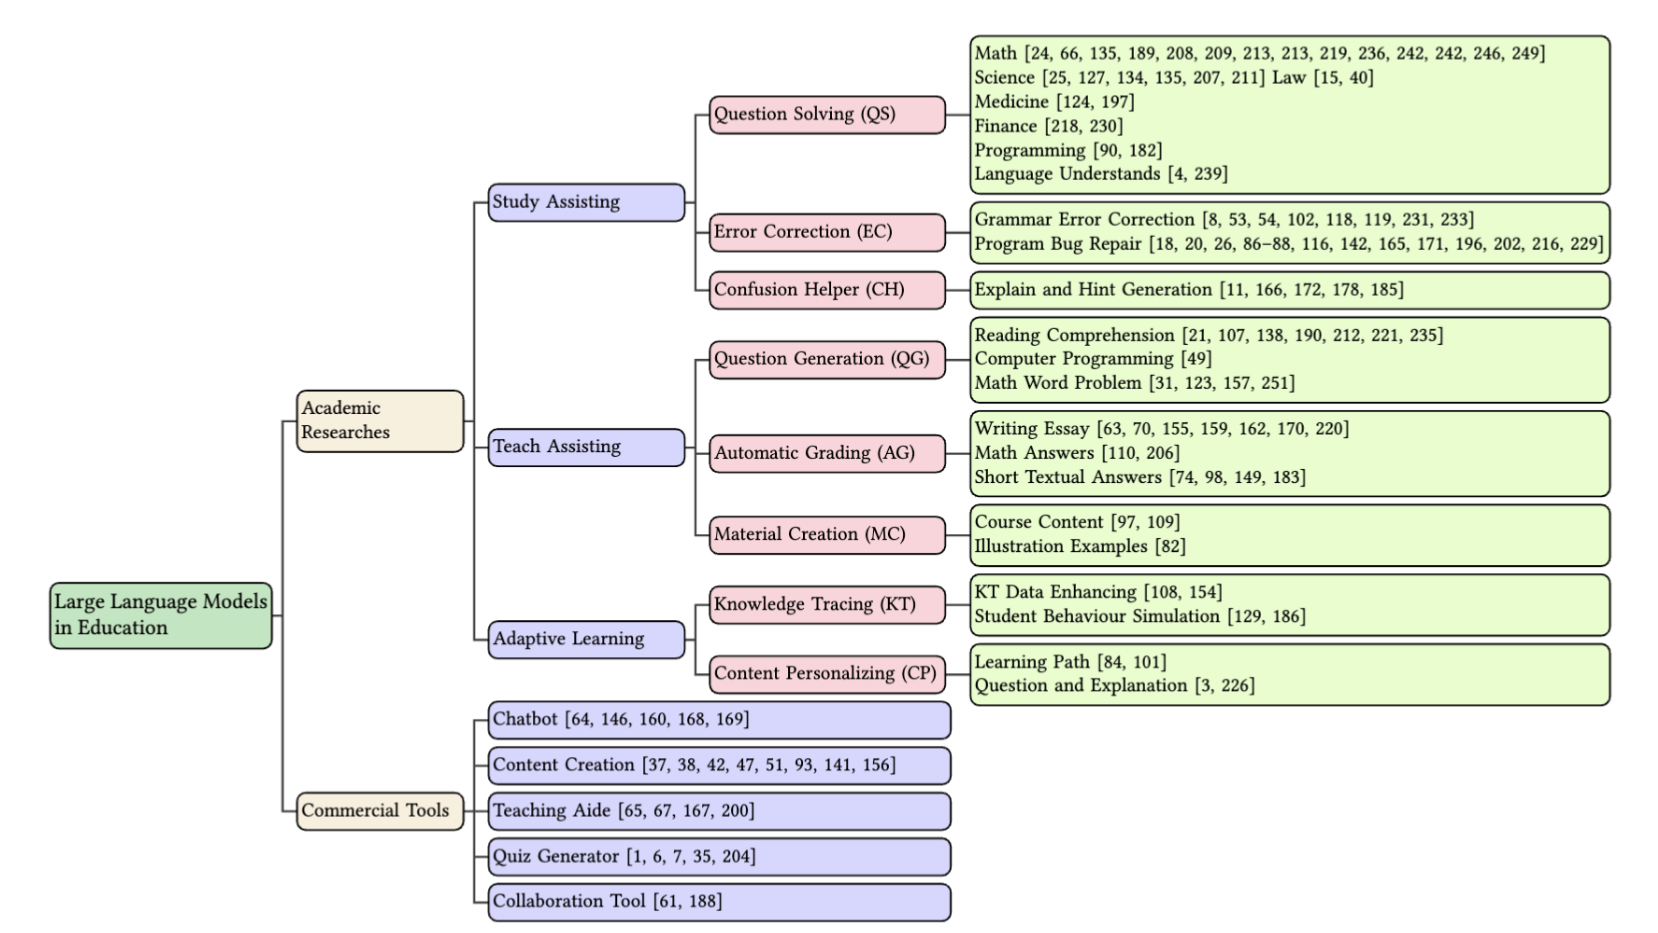 Large Language Models
in Education
Academic
Researches
Study Assisting
Question Solving (QS)
Math [24, 66, 135, 189, 208, 209, 213, 213, 219, 236, 242, 242, 246, 249]
Science [25, 127, 134, 135, 207, 211] Law [15, 40]
Medicine [124, 197]
Finance [218, 230]
Programming [90, 182]
Language Understands [4, 239]
Error Correction (EC)
Grammar Error Correction [8, 53, 54, 102, 118, 119, 231, 233]
Program Bug Repair [18, 20, 26, 86–88, 116, 142, 165, 171, 196, 202, 216, 229]
Confusion Helper (CH)
Explain and Hint Generation [11, 166, 172, 178, 185]
Teach Assisting
Question Generation (QG)
Reading Comprehension [21, 107, 138, 190, 212, 221, 235]
Computer Programming [49]
Math Word Problem [31, 123, 157, 251]
Automatic Grading (AG)
Writing Essay [63, 70, 155, 159, 162, 170, 220]
Math Answers [110, 206]
Short Textual Answers [74, 98, 149, 183]
Material Creation (MC)
Course Content [97, 109]
Illustration Examples [82]
Adaptive Learning
Knowledge Tracing (KT)
KT Data Enhancing [108, 154]
Student Behaviour Simulation [129, 186]
Content Personalizing (CP)
Learning Path [84, 101]
Question and Explanation [3, 226]
Commercial Tools
Chatbot [64, 146, 160, 168, 169]
Content Creation [37, 38, 42, 47, 51, 93, 141, 156]
Teaching Aide [65, 67, 167, 200]
Quiz Generator [1, 6, 7, 35, 204]
Collaboration Tool [61, 188]